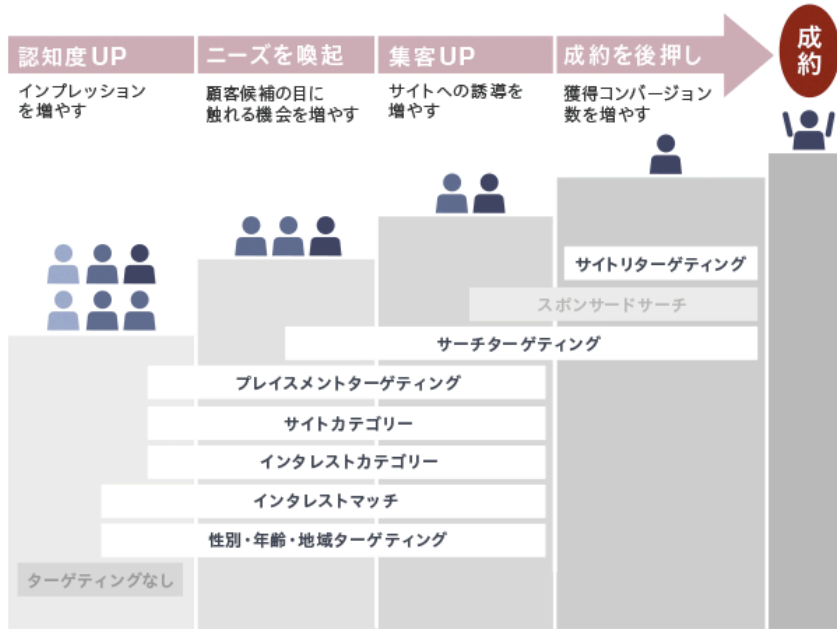 認知度UP
ニーズを喚起
集客UP
成約を後押し
成約
インプレッション
を増やす
顧客候補の目に
触れる機会を増やす
サイトへの誘導を
増やす
獲得コンバージョン
数を増やす
サイトリターゲティング
スポンサードサーチ
サーチターゲティング
プレイスメントターゲティング
サイトカテゴリー
インタレストカテゴリー
インタレストマッチ
性別・年齢・地域ターゲティング
ターゲティングなし